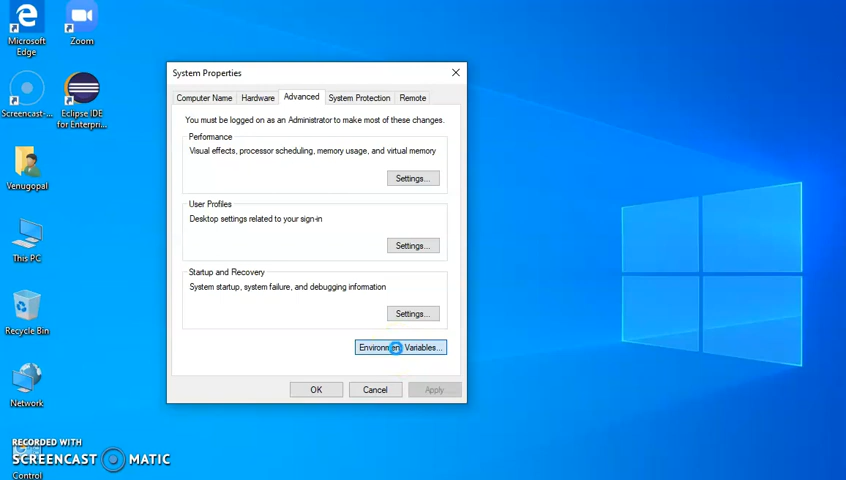 Microsoft
Edge
Zoom
Screencast-...
Eclipse IDE
for Enterpri...
Venugopal
This PC
Recycle Bin
Network
Control
System Properties
Computer Name
Hardware
Advanced
System Protection
Remote
You must be logged on as an Administrator to make most of these changes.
Performance
Visual effects, processor scheduling, memory usage, and virtual memory
Settings...
User Profiles
Desktop settings related to your sign-in
Settings...
Startup and Recovery
System startup, system failure, and debugging information
Settings...
Environment Variables...
OK
Cancel
Apply
RECORDED WITH
SCREENCAST MATIC